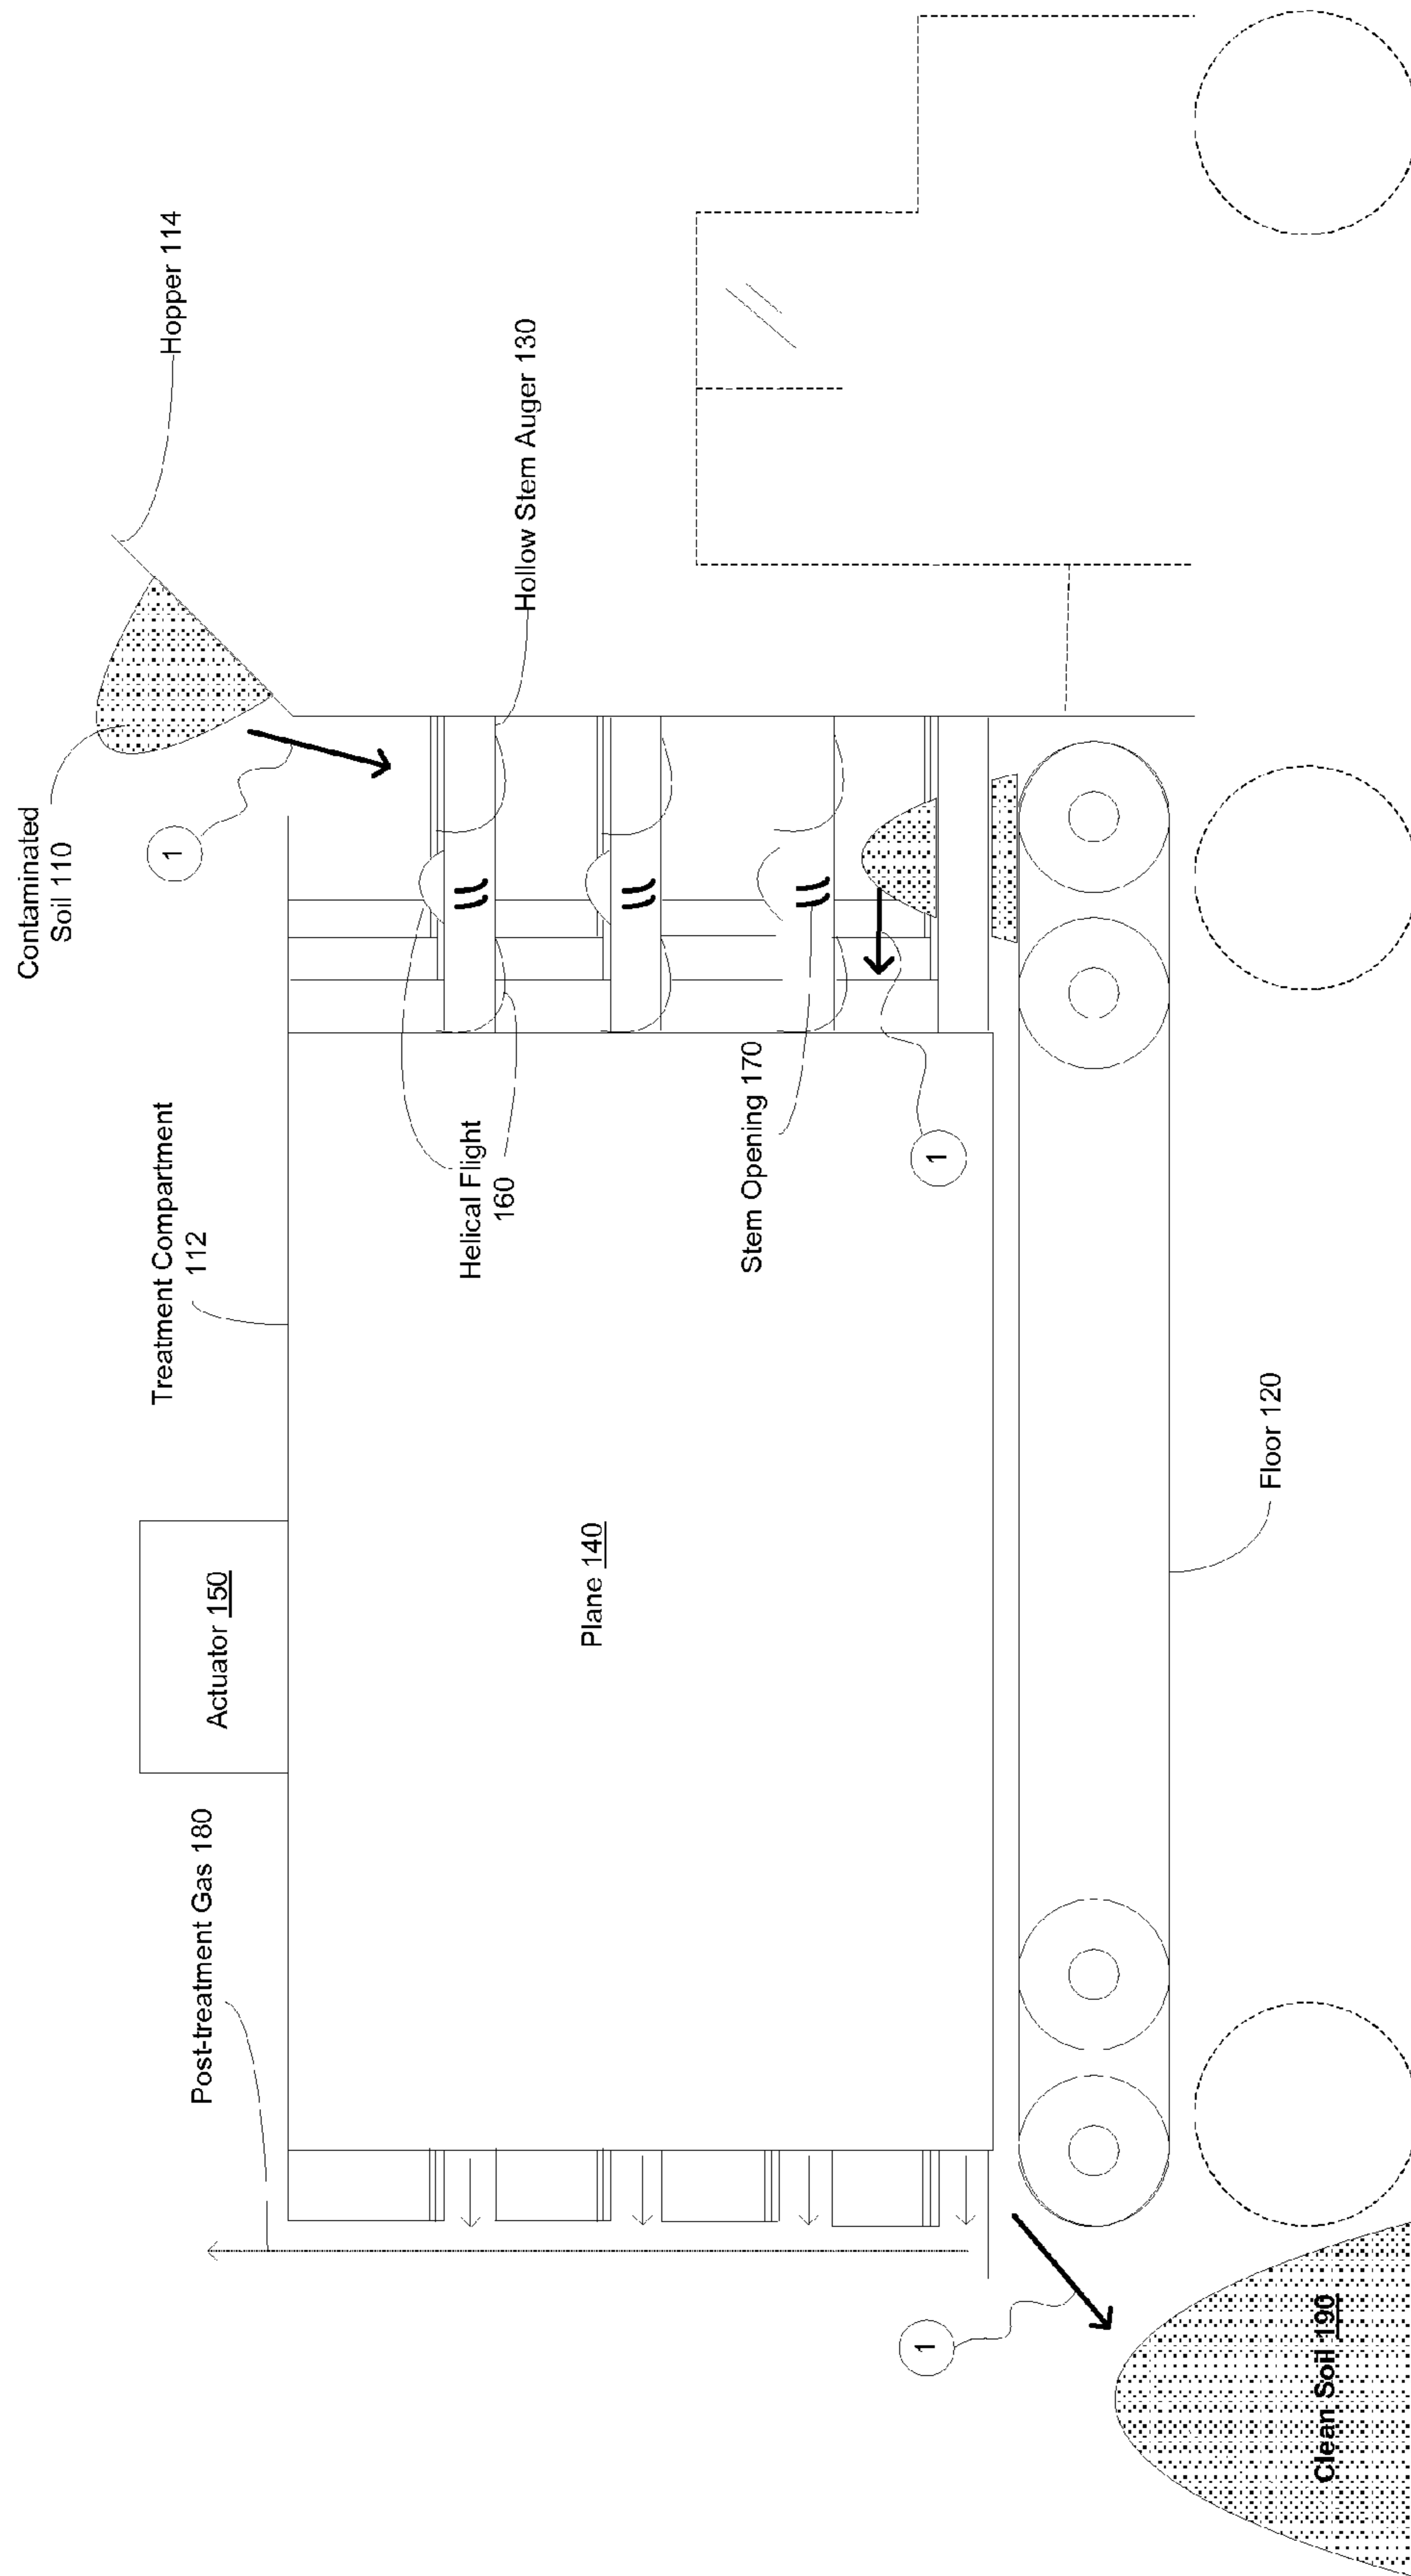 Contaminated
Soil 110
Hopper 114
1
Treatment Compartment
112
Hollow Stem Auger 130
Actuator 150
Post-treatment Gas 180
Helical Flight
160
Plane 140
Stem Opening 170
1
1
Floor 120
Clean Soil 190